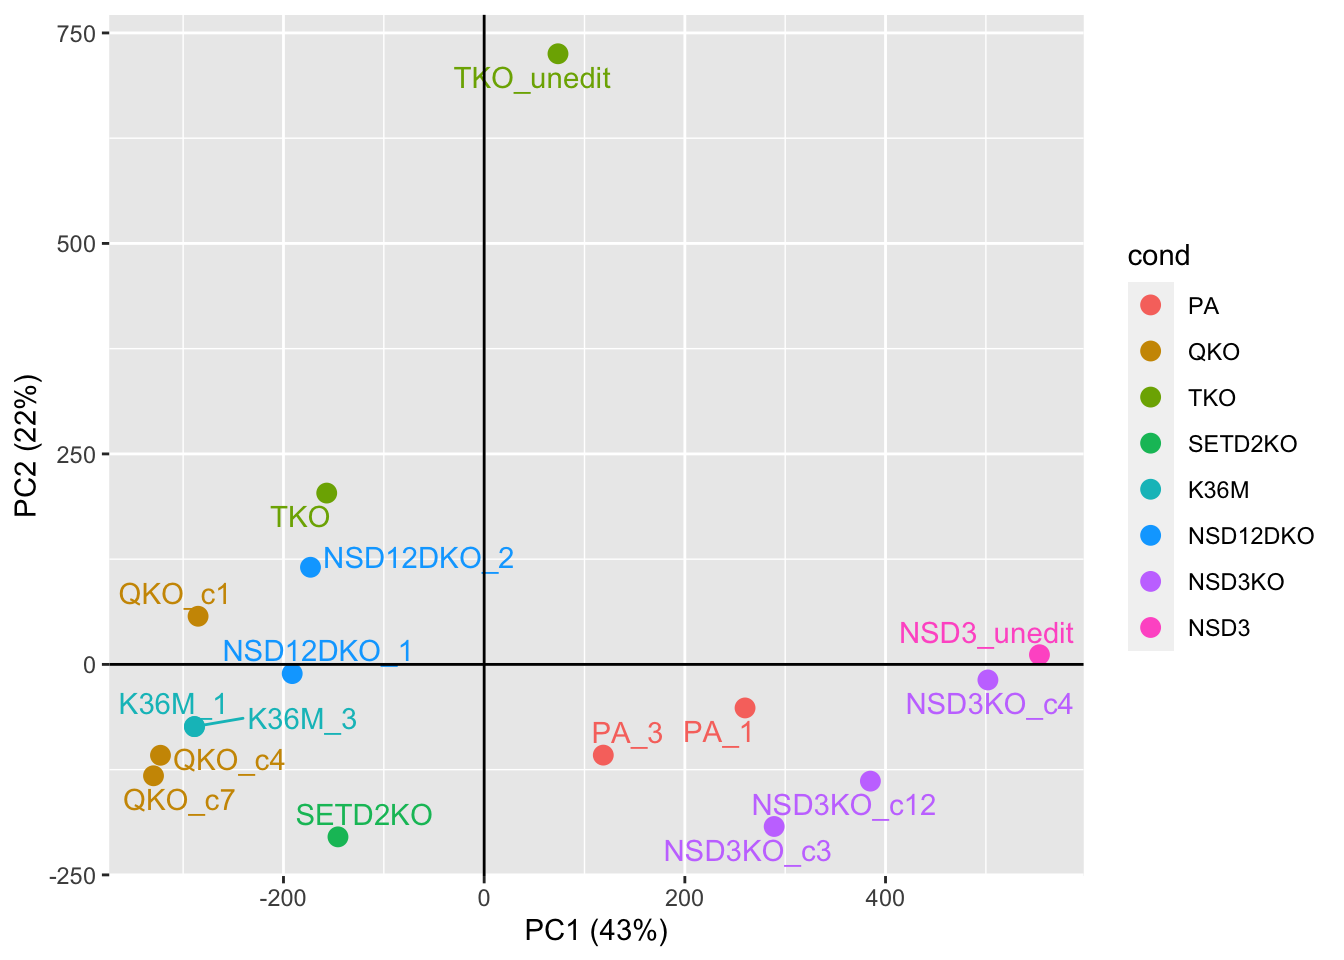 750
TKO_unedit
500
cond
PA
QKO
TKO
SETD2KO
K36M
NSD12DKO
NSD3KO
NSD3
PC2 (22%)
250
TKO
NSD12DKO_2
QKO_c1
NSD3_unedit
NSD12DKO_1
0
K36M_1
K36M_3
NSD3KO_c4
PA_3
PA_1
QKO_c4
QKO_c7
NSD3KO_c12
SETD2KO
NSD3KO_c3
-250
-200
0
200
400
PC1 (43%)